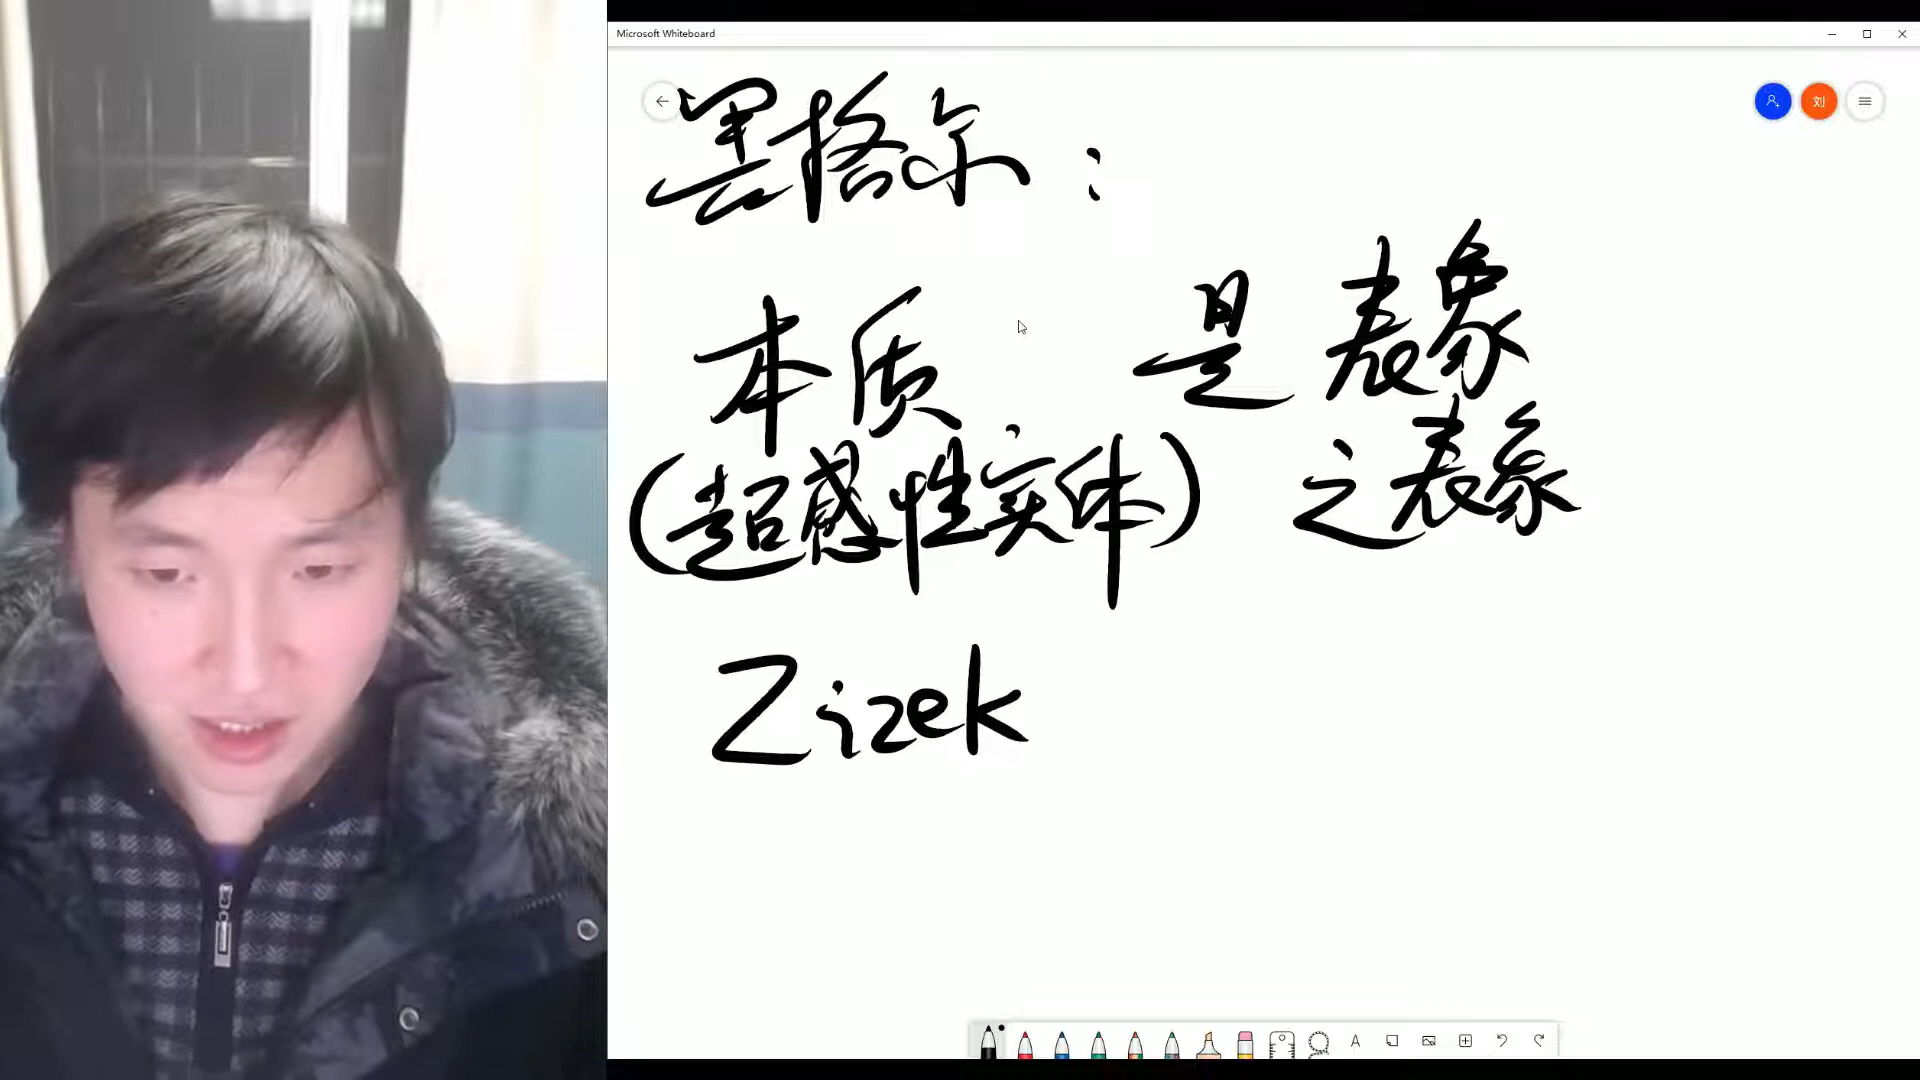 Microsoft Whiteboard
刘
黑格尔：
本质 是 表象
(超感性实体) 之表象
Zizek
A